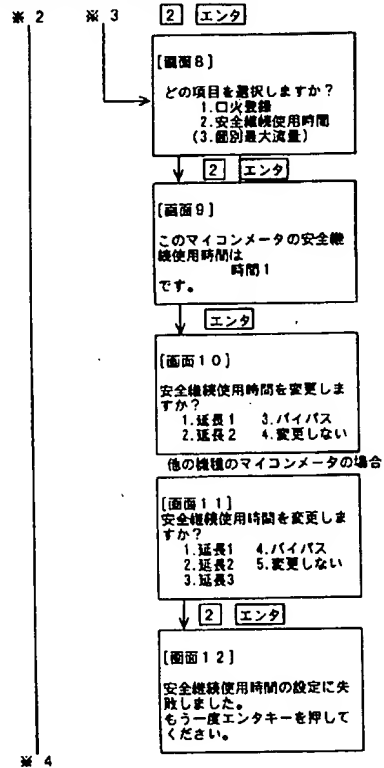 ※2 ※3 2 エンタ
[画面8]
どの項目を選択しますか?
1.口火登録
2.安全継続使用時間
(3.個別最大流量)
2 エンタ
[画面9]
このマイコンメータの安全継
続使用時間は
時間1
です。
エンタ
[画面10]
安全継続使用時間を変更しま
すか?
1.延長1 3.バイパス
2.延長2 4.変更しない
他の機種のマイコンメータの場合
[画面11]
安全継続使用時間を変更しま
すか?
1.延長1 4.バイパス
2.延長2 5.変更しない
3.延長3
2 エンタ
[画面12]
安全継続使用時間の設定に失
敗しました。
もう一度エンタキーを押して
ください。
※4